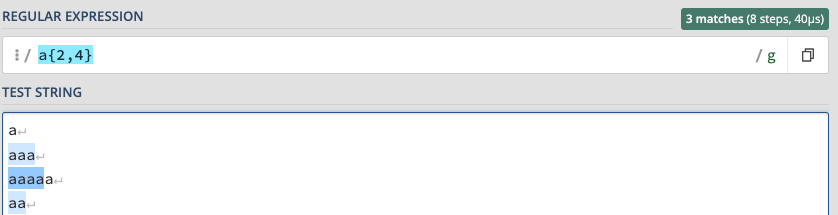 REGULAR EXPRESSION
3 matches (8 steps, 40µs)
/ a{2,4} / g
TEST STRING
a↵
aaa↵
aaaaa↵
aa↵